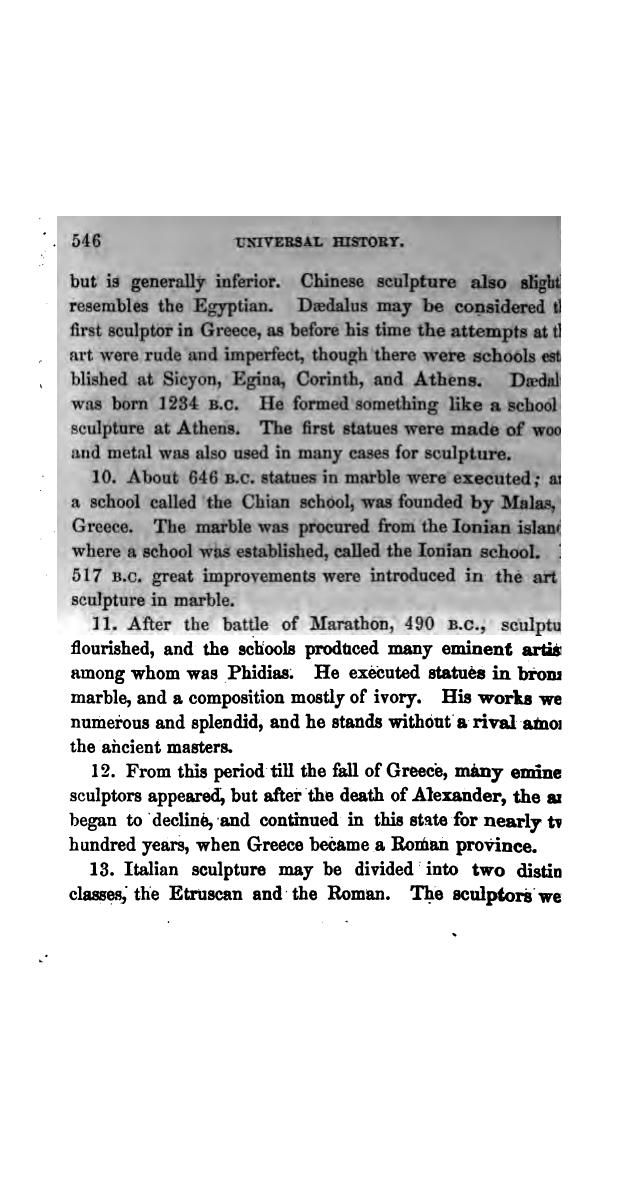 546 UNIVERSAL HISTORY.
but is generally inferior. Chinese sculpture also slight
resembles the Egyptian. Dædalus may be considered
first sculptor in Greece, as before his time the attempts at
art were rude and imperfect, though there were schools est
blished at Sicyon, Egina, Corinth, and Athens. Dædal
was born 1234 B.C. He formed something like a school
sculpture at Athens. The first statues were made of woo
and metal was also used in many cases for sculpture.
10. About 646 B.C. statues in marble were executed; a
a school called the Chian school, was founded by Malas,
Greece. The marble was procured from the Ionian islan
where a school was established, called the Ionian school.
517 B.C. great improvements were introduced in the art
sculpture in marble.
11. After the battle of Marathon, 490 B.C., sculptu
flourished, and the schools produced many eminent artis
among whom was Phidias. He executed statues in bron
marble, and a composition mostly of ivory. His works we
numerous and splendid, and he stands without a rival amo
the ancient masters.
12. From this period till the fall of Greece, many emine
sculptors appeared, but after the death of Alexander, the a
began to decline, and continued in this state for nearly tw
hundred years, when Greece became a Roman province.
13. Italian sculpture may be divided into two distin
classes, the Etruscan and the Roman. The sculptors we